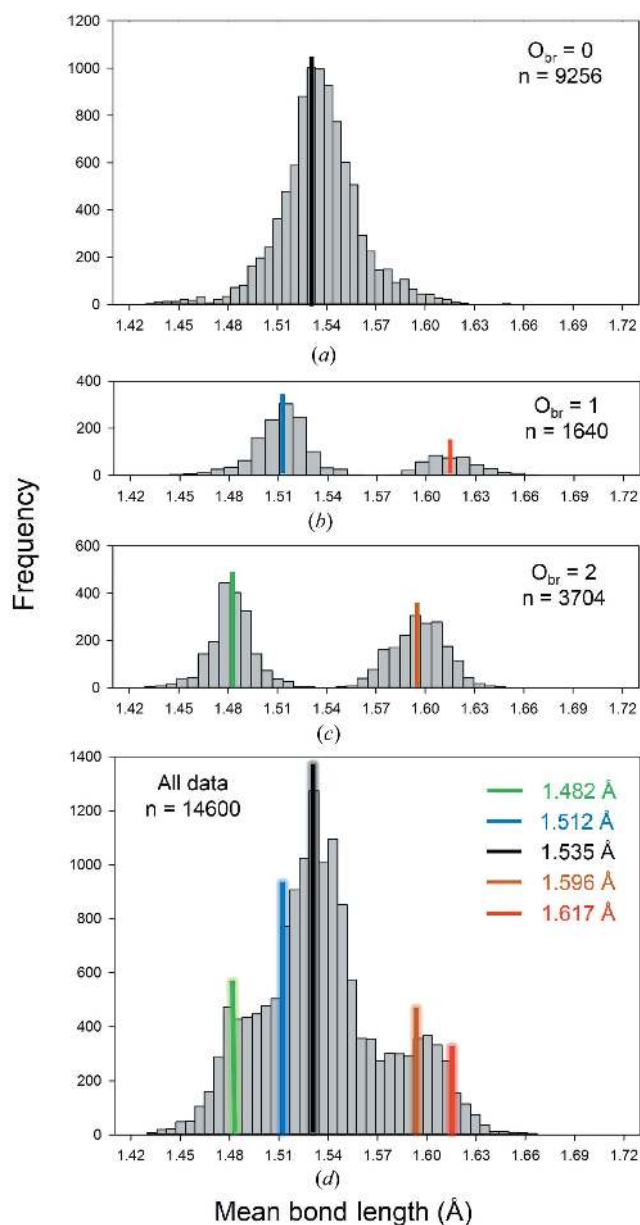 1200
1000
800
600
400
200
0
O_br = 0
n = 9256
1.42 1.45 1.48 1.51 1.54 1.57 1.60 1.63 1.66 1.69 1.72
(a)
400
200
0
O_br = 1
n = 1640
1.42 1.45 1.48 1.51 1.54 1.57 1.60 1.63 1.66 1.69 1.72
(b)
Frequency
600
400
200
0
O_br = 2
n = 3704
1.42 1.45 1.48 1.51 1.54 1.57 1.60 1.63 1.66 1.69 1.72
(c)
1400
1200
1000
800
600
400
200
0
All data
n = 14600
1.482 Å
1.512 Å
1.535 Å
1.596 Å
1.617 Å
1.42 1.45 1.48 1.51 1.54 1.57 1.60 1.63 1.66 1.69 1.72
(d)
Mean bond length (Å)